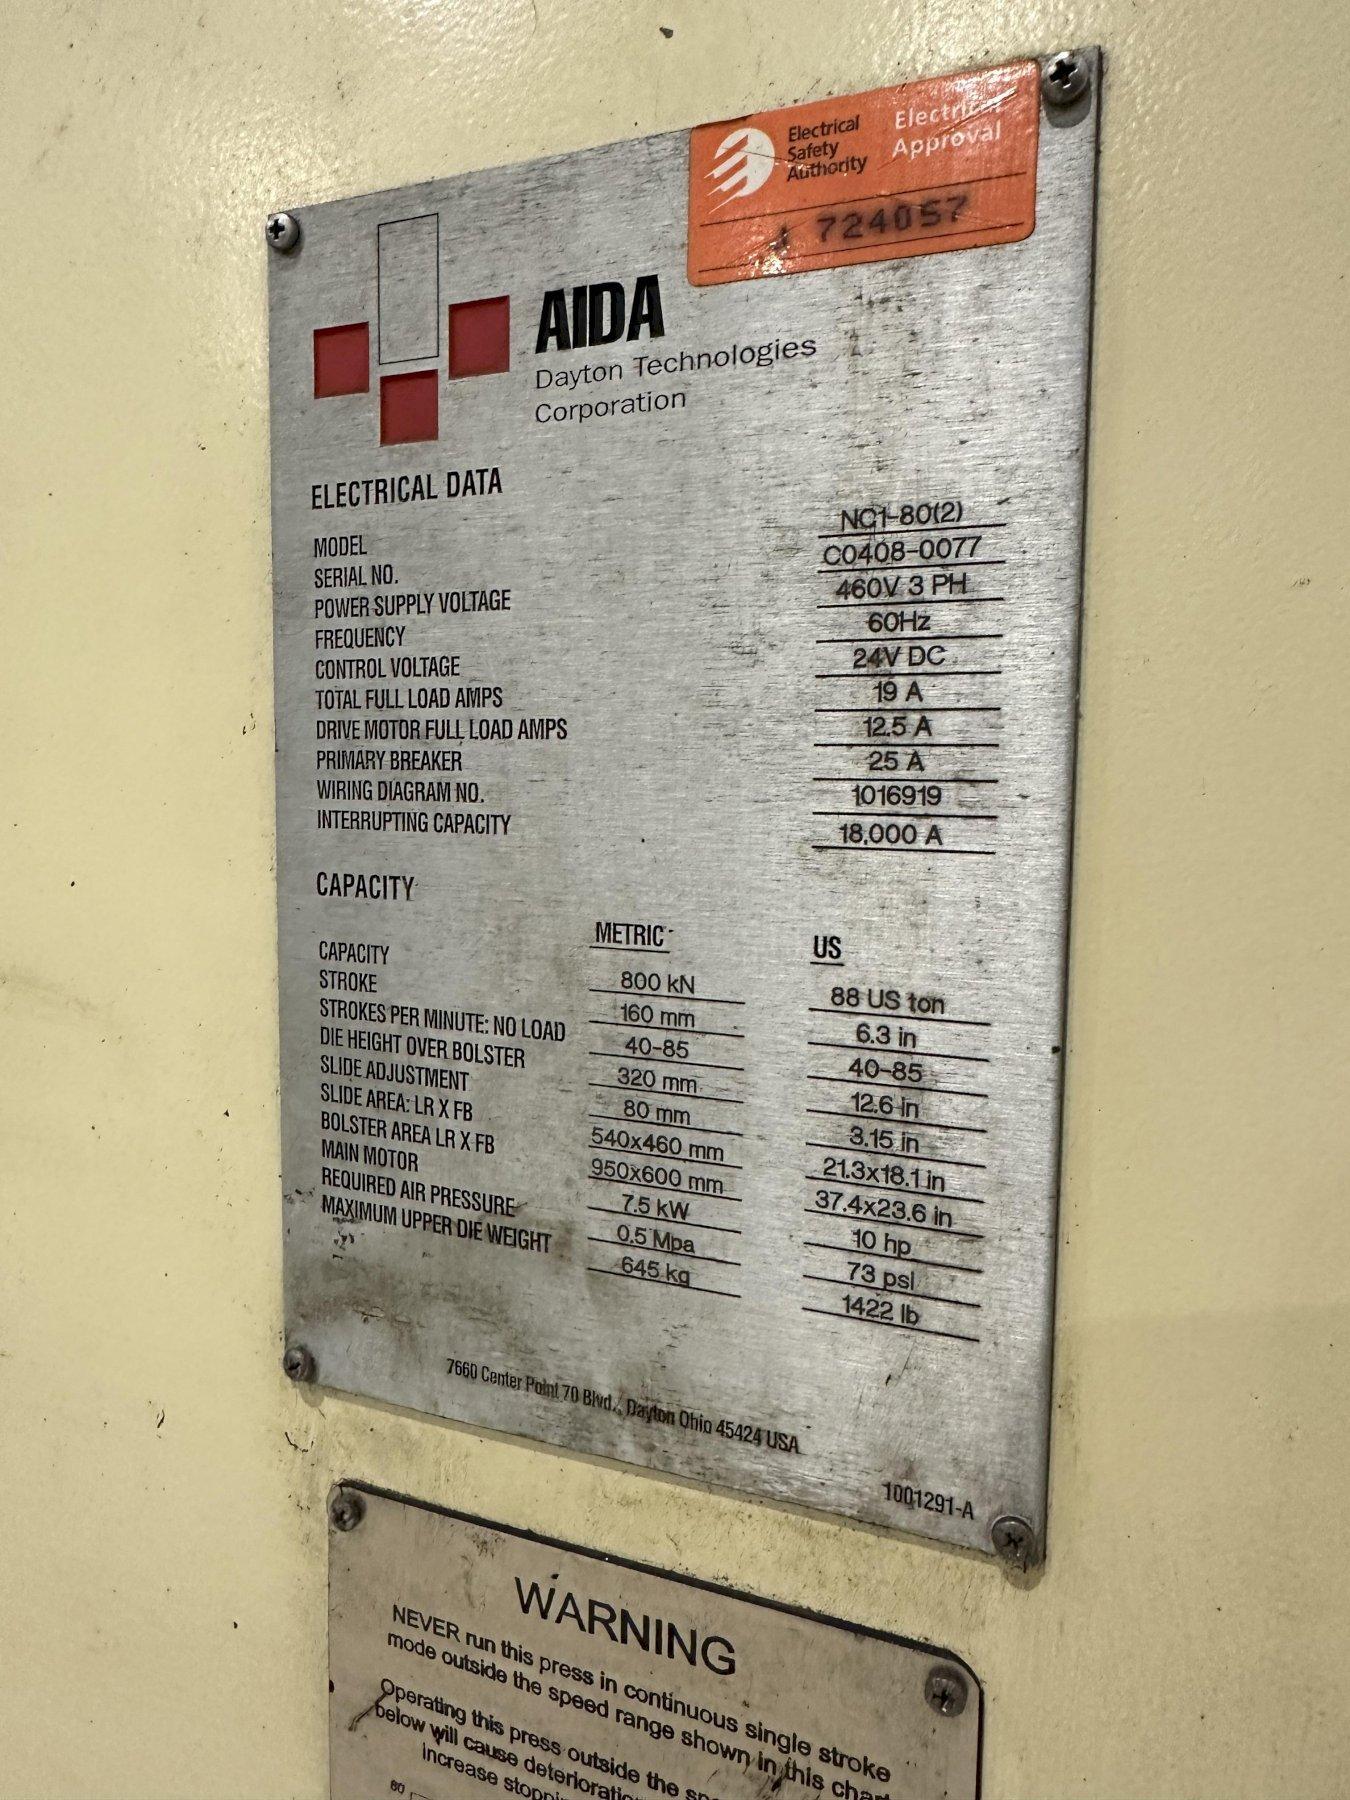 Electrical
Safety
Authority
Electrical
Approval
724057
AIDA
Dayton Technologies
Corporation
ELECTRICAL DATA
MODEL NC1-80(2)
SERIAL NO. C0408-0077
POWER SUPPLY VOLTAGE 460V 3 PH
FREQUENCY 60Hz
CONTROL VOLTAGE 24V DC
TOTAL FULL LOAD AMPS 19 A
DRIVE MOTOR FULL LOAD AMPS 12.5 A
PRIMARY BREAKER 25 A
WIRING DIAGRAM NO. 1016919
INTERRUPTING CAPACITY 18,000 A
CAPACITY
METRIC US
CAPACITY 800 kN 88 US ton
STROKE 160 mm 6.3 in
STROKES PER MINUTE: NO LOAD 40-85 40-85
DIE HEIGHT OVER BOLSTER 320 mm 12.6 in
SLIDE ADJUSTMENT 80 mm 3.15 in
SLIDE AREA: LR X FB 540x460 mm 21.3x18.1 in
BOLSTER AREA LR X FB 950x600 mm 37.4x23.6 in
MAIN MOTOR 7.5 kW 10 hp
REQUIRED AIR PRESSURE 0.5 Mpa 73 psi
MAXIMUM UPPER DIE WEIGHT 645 kg 1422 lb
7660 Center Point 70 Blvd., Dayton Ohio 45424 USA
1001291-A
WARNING
NEVER run this press in continuous single stroke
mode outside the speed range shown in this chart
Operating this press outside the
below will cause
increase